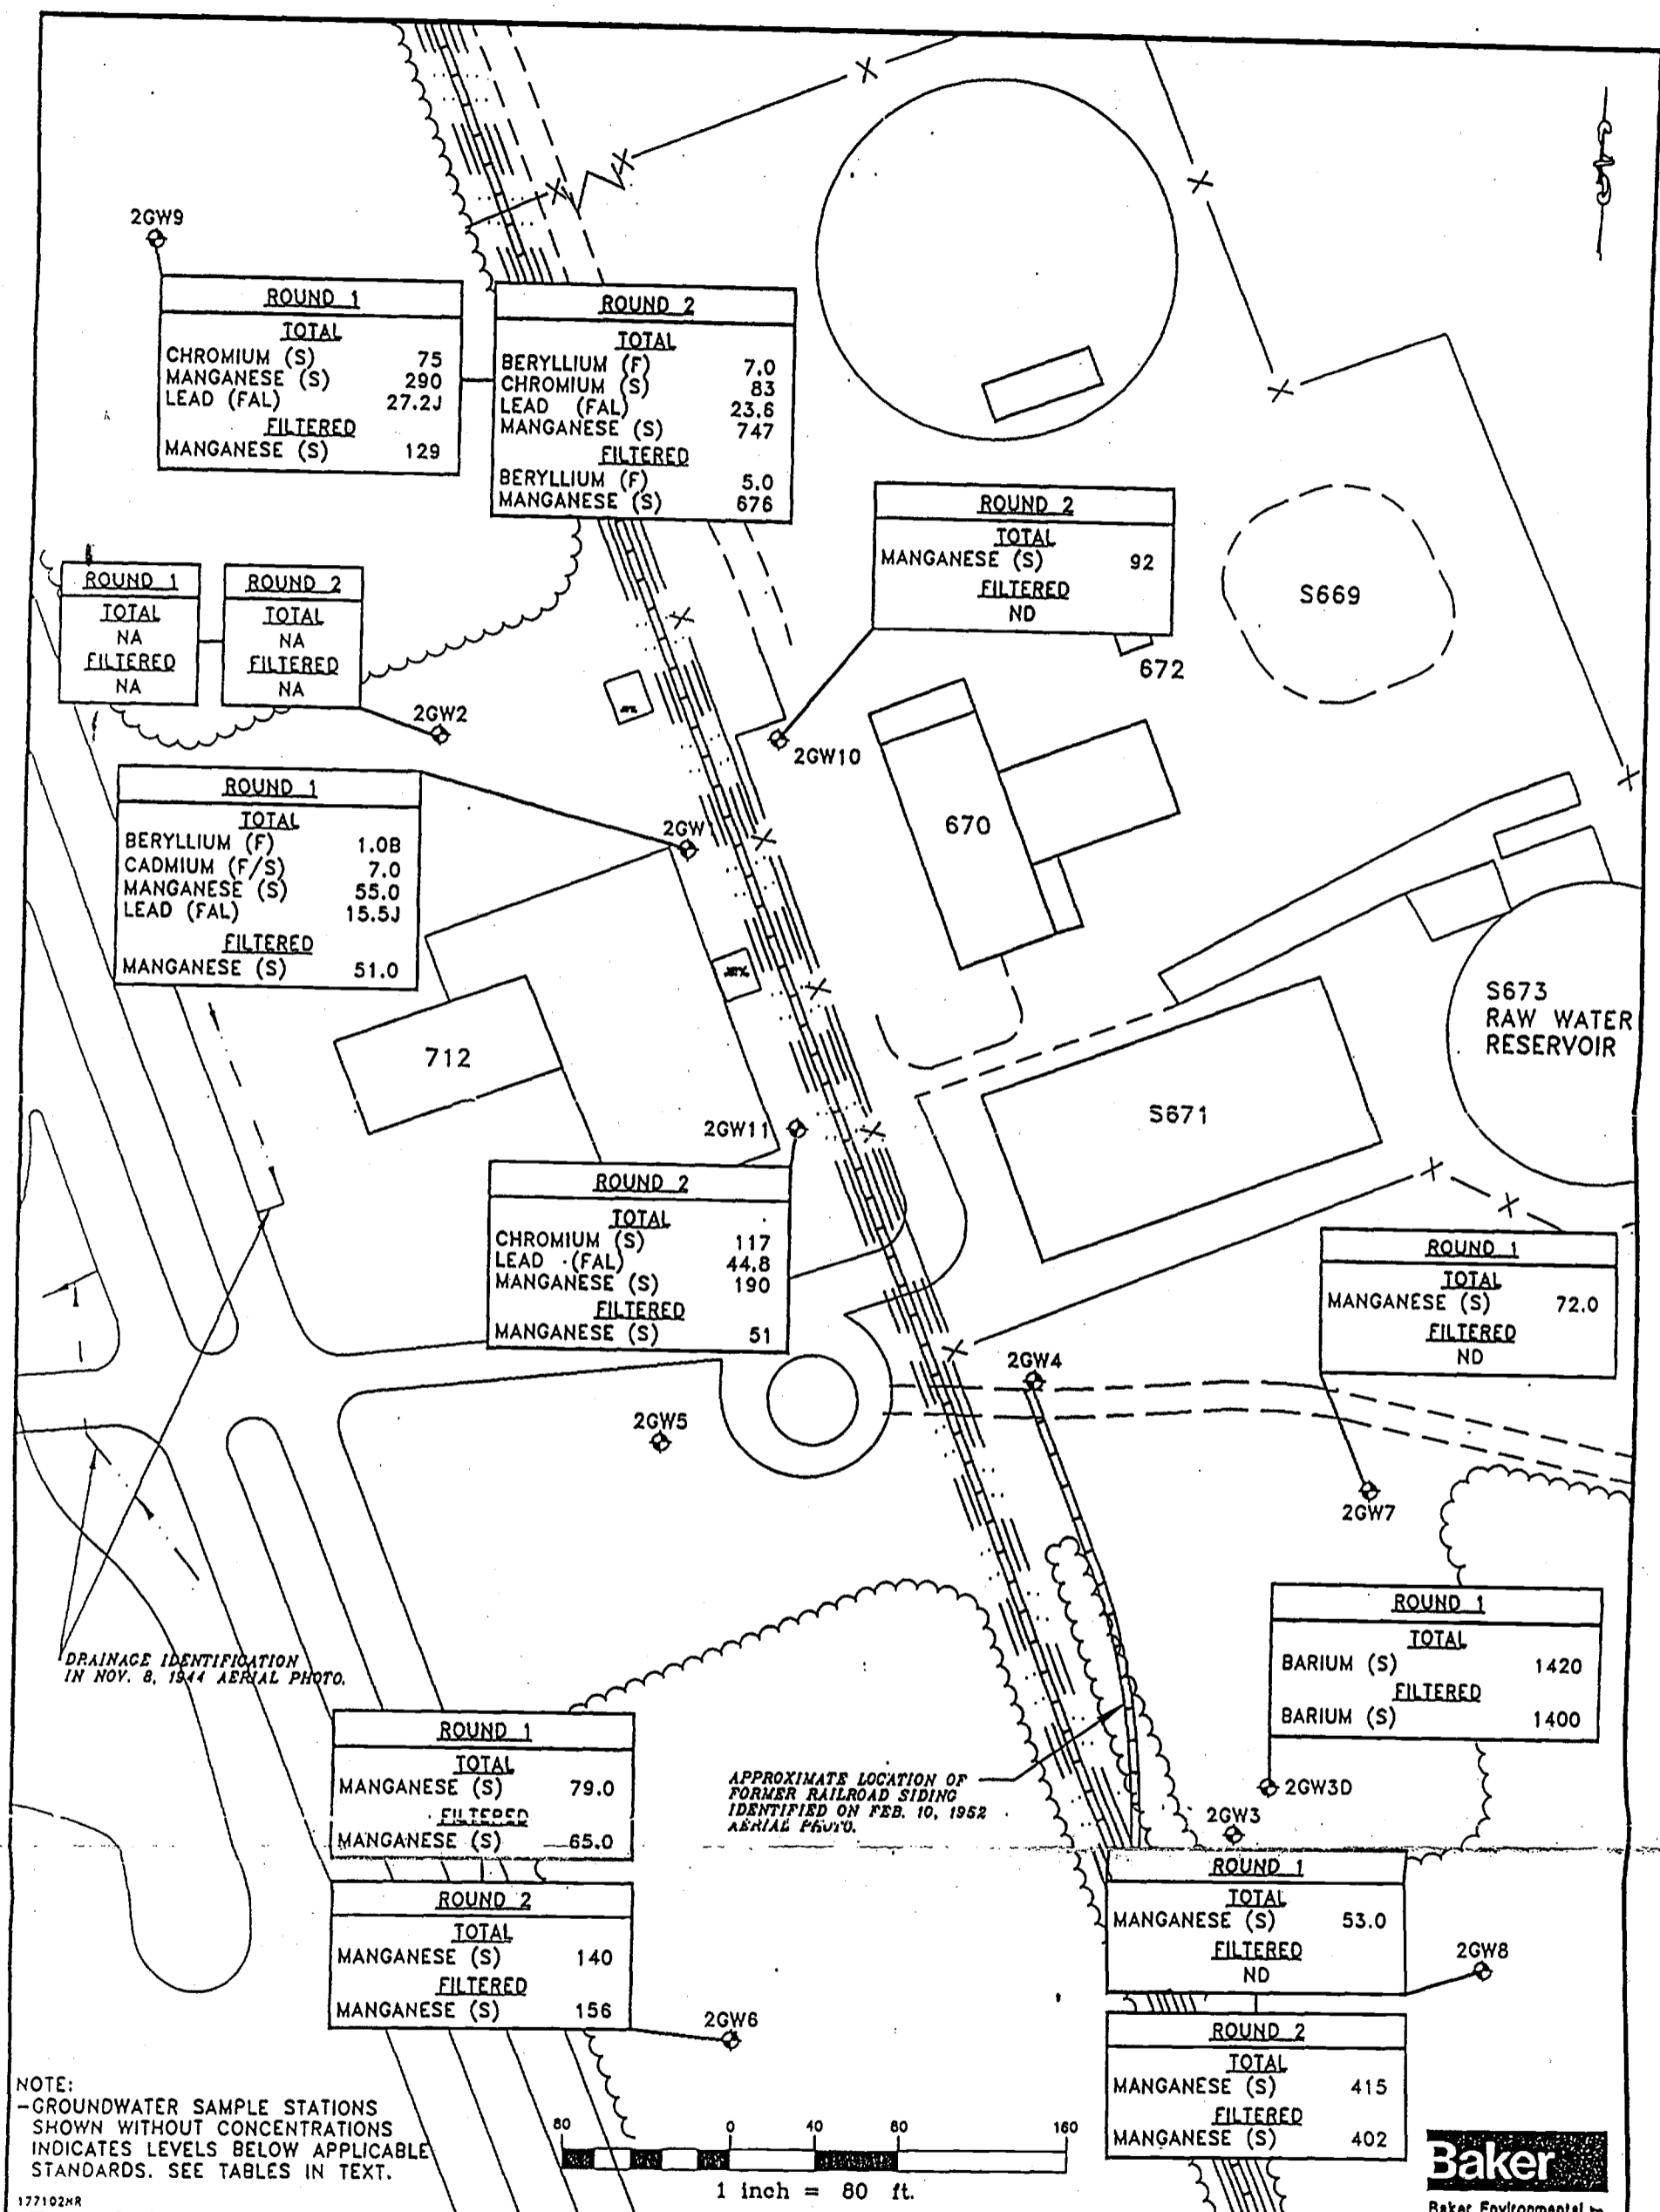 2GW9
ROUND 1
TOTAL
CHROMIUM (S) 75
MANGANESE (S) 290
LEAD (FAL) 27.2J
FILTERED
MANGANESE (S) 129
ROUND 2
TOTAL
BERYLLIUM (F) 7.0
CHROMIUM (S) 83
LEAD (FAL) 23.6
MANGANESE (S) 747
FILTERED
BERYLLIUM (F) 5.0
MANGANESE (S) 676
ROUND 2
TOTAL
MANGANESE (S) 92
FILTERED
ND
S669
672
ROUND 1
TOTAL
NA
FILTERED
NA
ROUND 2
TOTAL
NA
FILTERED
NA
2GW2
2GW10
ROUND 1
TOTAL
BERYLLIUM (F) 1.0B
CADMIUM (F/S) 7.0
MANGANESE (S) 55.0
LEAD (FAL) 15.5J
FILTERED
MANGANESE (S) 51.0
2GW1
670
S673
RAW WATER
RESERVOIR
712
S671
2GW11
ROUND 2
TOTAL
CHROMIUM (S) 117
LEAD (FAL) 44.8
MANGANESE (S) 190
FILTERED
MANGANESE (S) 51
ROUND 1
TOTAL
MANGANESE (S) 72.0
FILTERED
ND
2GW4
2GW5
2GW7
DRAINAGE IDENTIFICATION
IN NOV. 8, 1944 AERIAL PHOTO.
ROUND 1
TOTAL
BARIUM (S) 1420
FILTERED
BARIUM (S) 1400
ROUND 1
TOTAL
MANGANESE (S) 79.0
FILTERED
MANGANESE (S) 65.0
APPROXIMATE LOCATION OF
FORMER RAILROAD SIDING
IDENTIFIED ON FEB. 10, 1952
AERIAL PHOTO.
2GW3D
2GW3
ROUND 2
TOTAL
MANGANESE (S) 140
FILTERED
MANGANESE (S) 156
2GW6
ROUND 1
TOTAL
MANGANESE (S) 53.0
FILTERED
ND
2GW8
ROUND 2
TOTAL
MANGANESE (S) 415
FILTERED
MANGANESE (S) 402
NOTE:
-GROUNDWATER SAMPLE STATIONS
SHOWN WITHOUT CONCENTRATIONS
INDICATES LEVELS BELOW APPLICABLE
STANDARDS. SEE TABLES IN TEXT.
80 0 40 80 160
1 inch = 80 ft.
177102NR
Baker
Baker Environmental